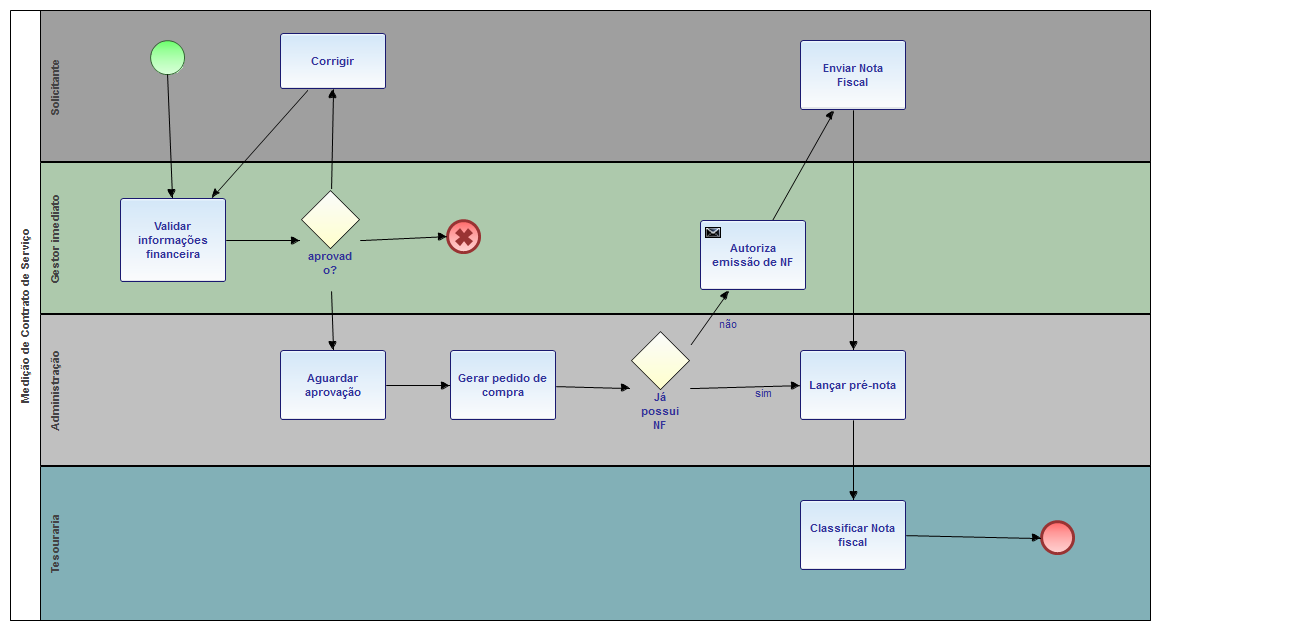 Medição de Contrato de Serviço
Solicitante
Corrigir
Enviar Nota
Fiscal
Gestor imediato
Validar
informações
financeira
aprovad
o?
Autoriza
emissão de NF
não
Administração
Aguardar
aprovação
Gerar pedido de
compra
Já
possui
NF
sim
Lançar pré-nota
Tesouraria
Classificar Nota
fiscal